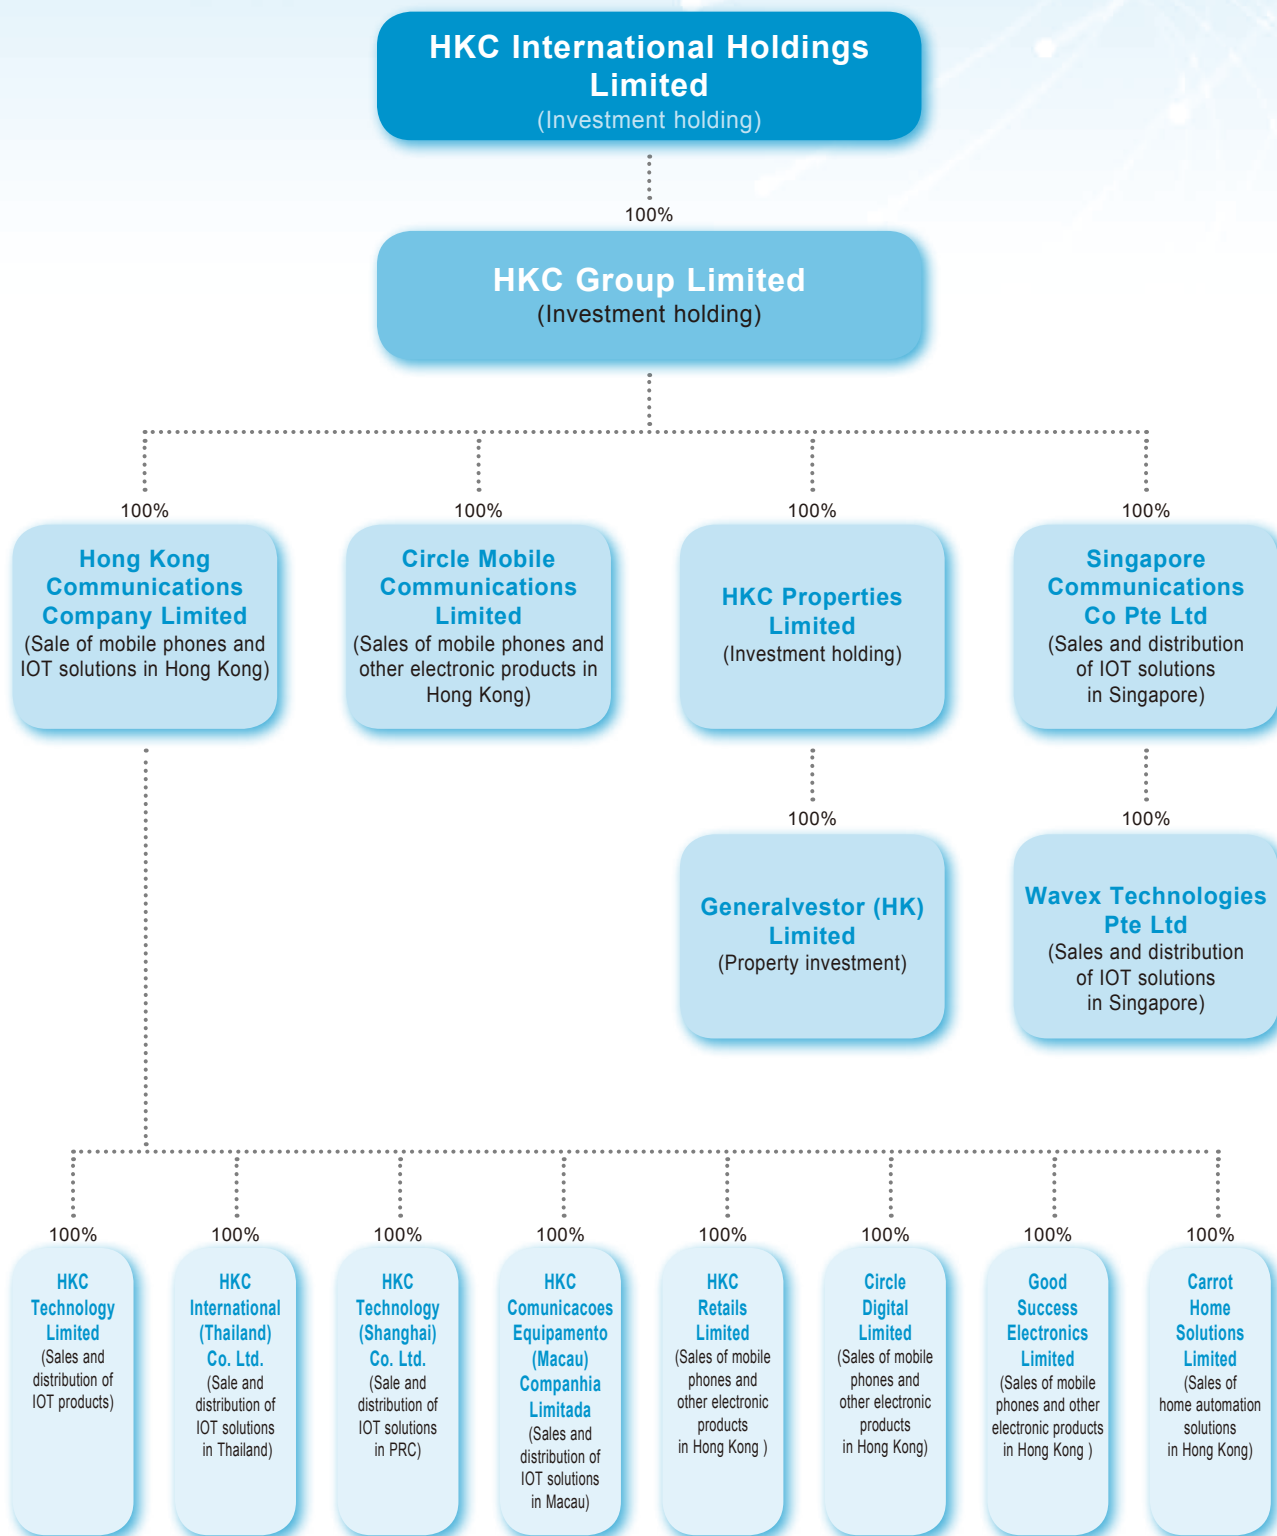 HKC International Holdings
Limited
(Investment holding)
100%
HKC Group Limited
(Investment holding)
100%
100%
100%
100%
Hong Kong
Communications
Company Limited
(Sale of mobile phones and
IOT solutions in Hong Kong)
Circle Mobile
Communications
Limited
(Sales of mobile phones and
other electronic products in
Hong Kong)
HKC Properties
Limited
(Investment holding)
Singapore
Communications
Co Pte Ltd
(Sales and distribution
of IOT solutions
in Singapore)
100%
100%
Generalvestor (HK)
Limited
(Property investment)
Wavex Technologies
Pte Ltd
(Sales and distribution
of IOT solutions
in Singapore)
100%
100%
100%
100%
100%
100%
100%
100%
HKC
Technology
Limited
(Sales and
distribution of
IOT products)
HKC
International
(Thailand)
Co. Ltd.
(Sale and
distribution of
IOT solutions
in Thailand)
HKC
Technology
(Shanghai)
Co. Ltd.
(Sale and
distribution of
IOT solutions
in PRC)
HKC
Comunicacoes
Equipamento
(Macau)
Companhia
Limitada
(Sales and
distribution of
IOT solutions
in Macau)
HKC
Retails
Limited
(Sales of mobile
phones and
other electronic
products
in Hong Kong )
Circle
Digital
Limited
(Sales of mobile
phones and
other electronic
products
in Hong Kong)
Good
Success
Electronics
Limited
(Sales of mobile
phones and other
electronic products
in Hong Kong )
Carrot
Home
Solutions
Limited
(Sales of
home automation
solutions
in Hong Kong)